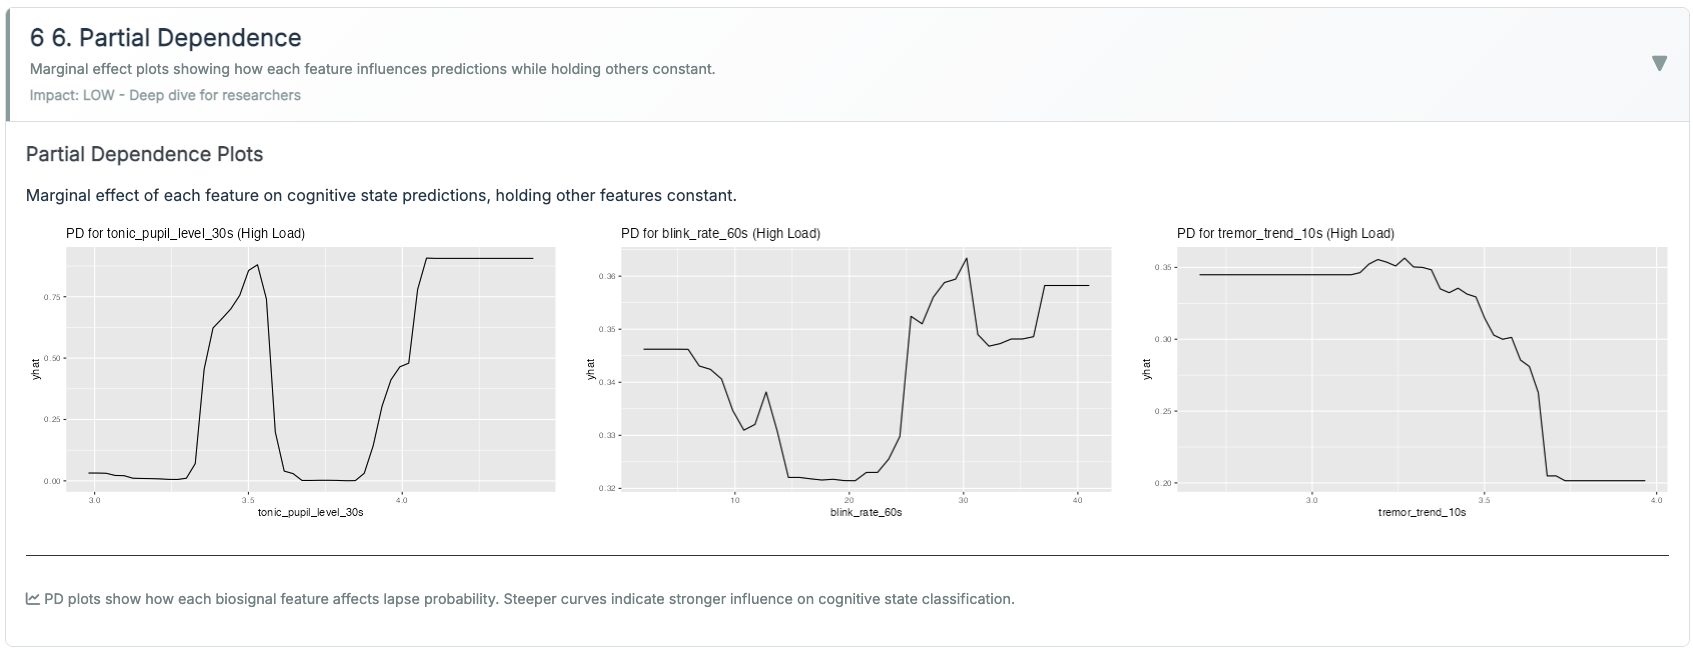 6 6. Partial Dependence
Marginal effect plots showing how each feature influences predictions while holding others constant.
Impact: LOW - Deep dive for researchers
▼
Partial Dependence Plots
Marginal effect of each feature on cognitive state predictions, holding other features constant.
PD for tonic_pupil_level_30s (High Load)
yhat
0.75
0.50
0.25
0.00
3.0 3.5 4.0
tonic_pupil_level_30s
PD for blink_rate_60s (High Load)
yhat
0.36
0.35
0.34
0.33
0.32
10 20 30 40
blink_rate_60s
PD for tremor_trend_10s (High Load)
yhat
0.35
0.30
0.25
0.20
3.0 3.5 4.0
tremor_trend_10s
PD plots show how each biosignal feature affects lapse probability. Steeper curves indicate stronger influence on cognitive state classification.